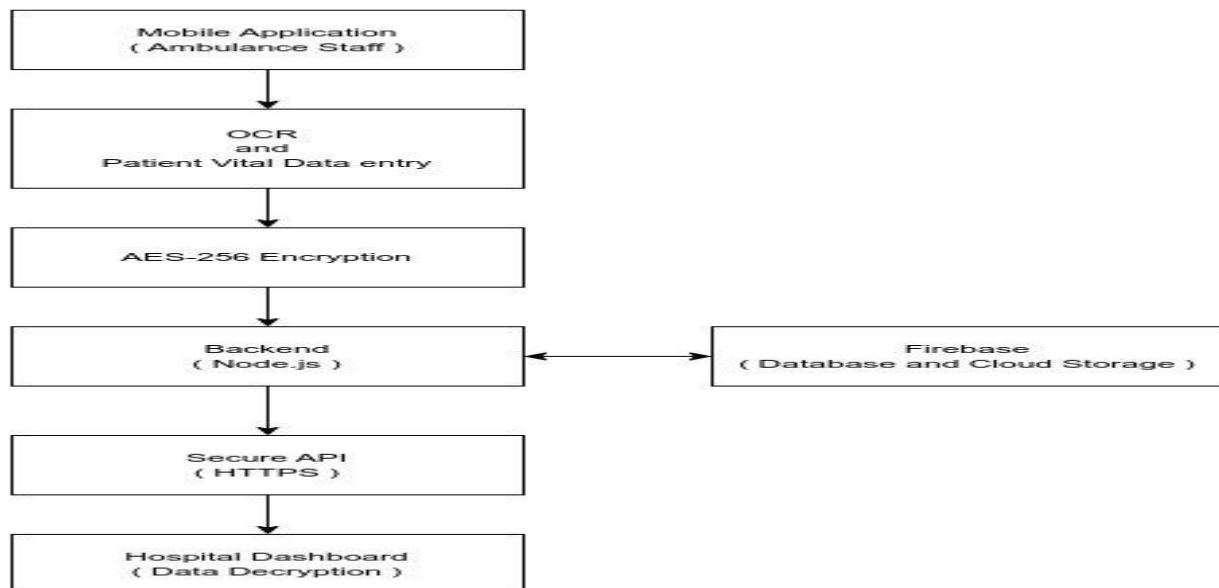 Mobile Application
( Ambulance Staff )
OCR
and
Patient Vital Data entry
AES-256 Encryption
Backend
( Node.js )
Firebase
( Database and Cloud Storage )
Secure API
( HTTPS )
Hospital Dashboard
( Data Decryption )